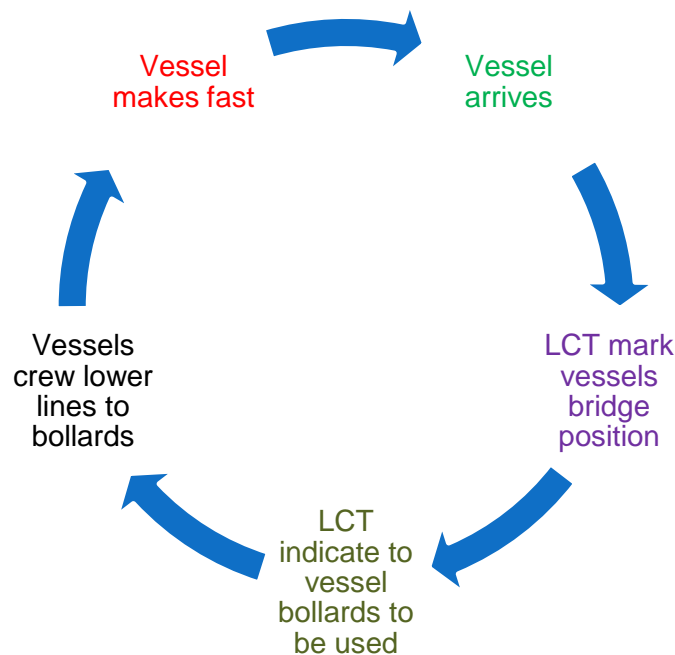 Vessel
makes fast
Vessel
arrives
LCT mark
vessels
bridge
position
LCT
indicate to
vessel
bollards to
be used
Vessels
crew lower
lines to
bollards